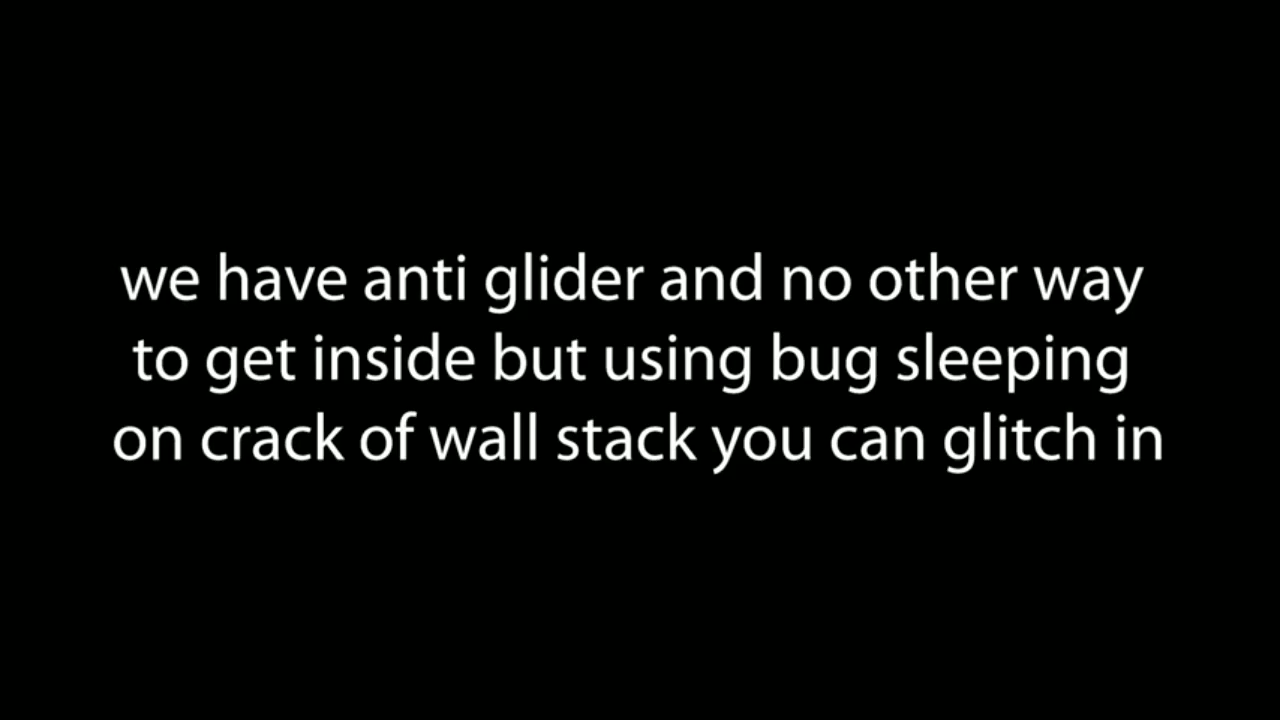 we have anti glider and no other way
to get inside but using bug sleeping
on crack of wall stack you can glitch in